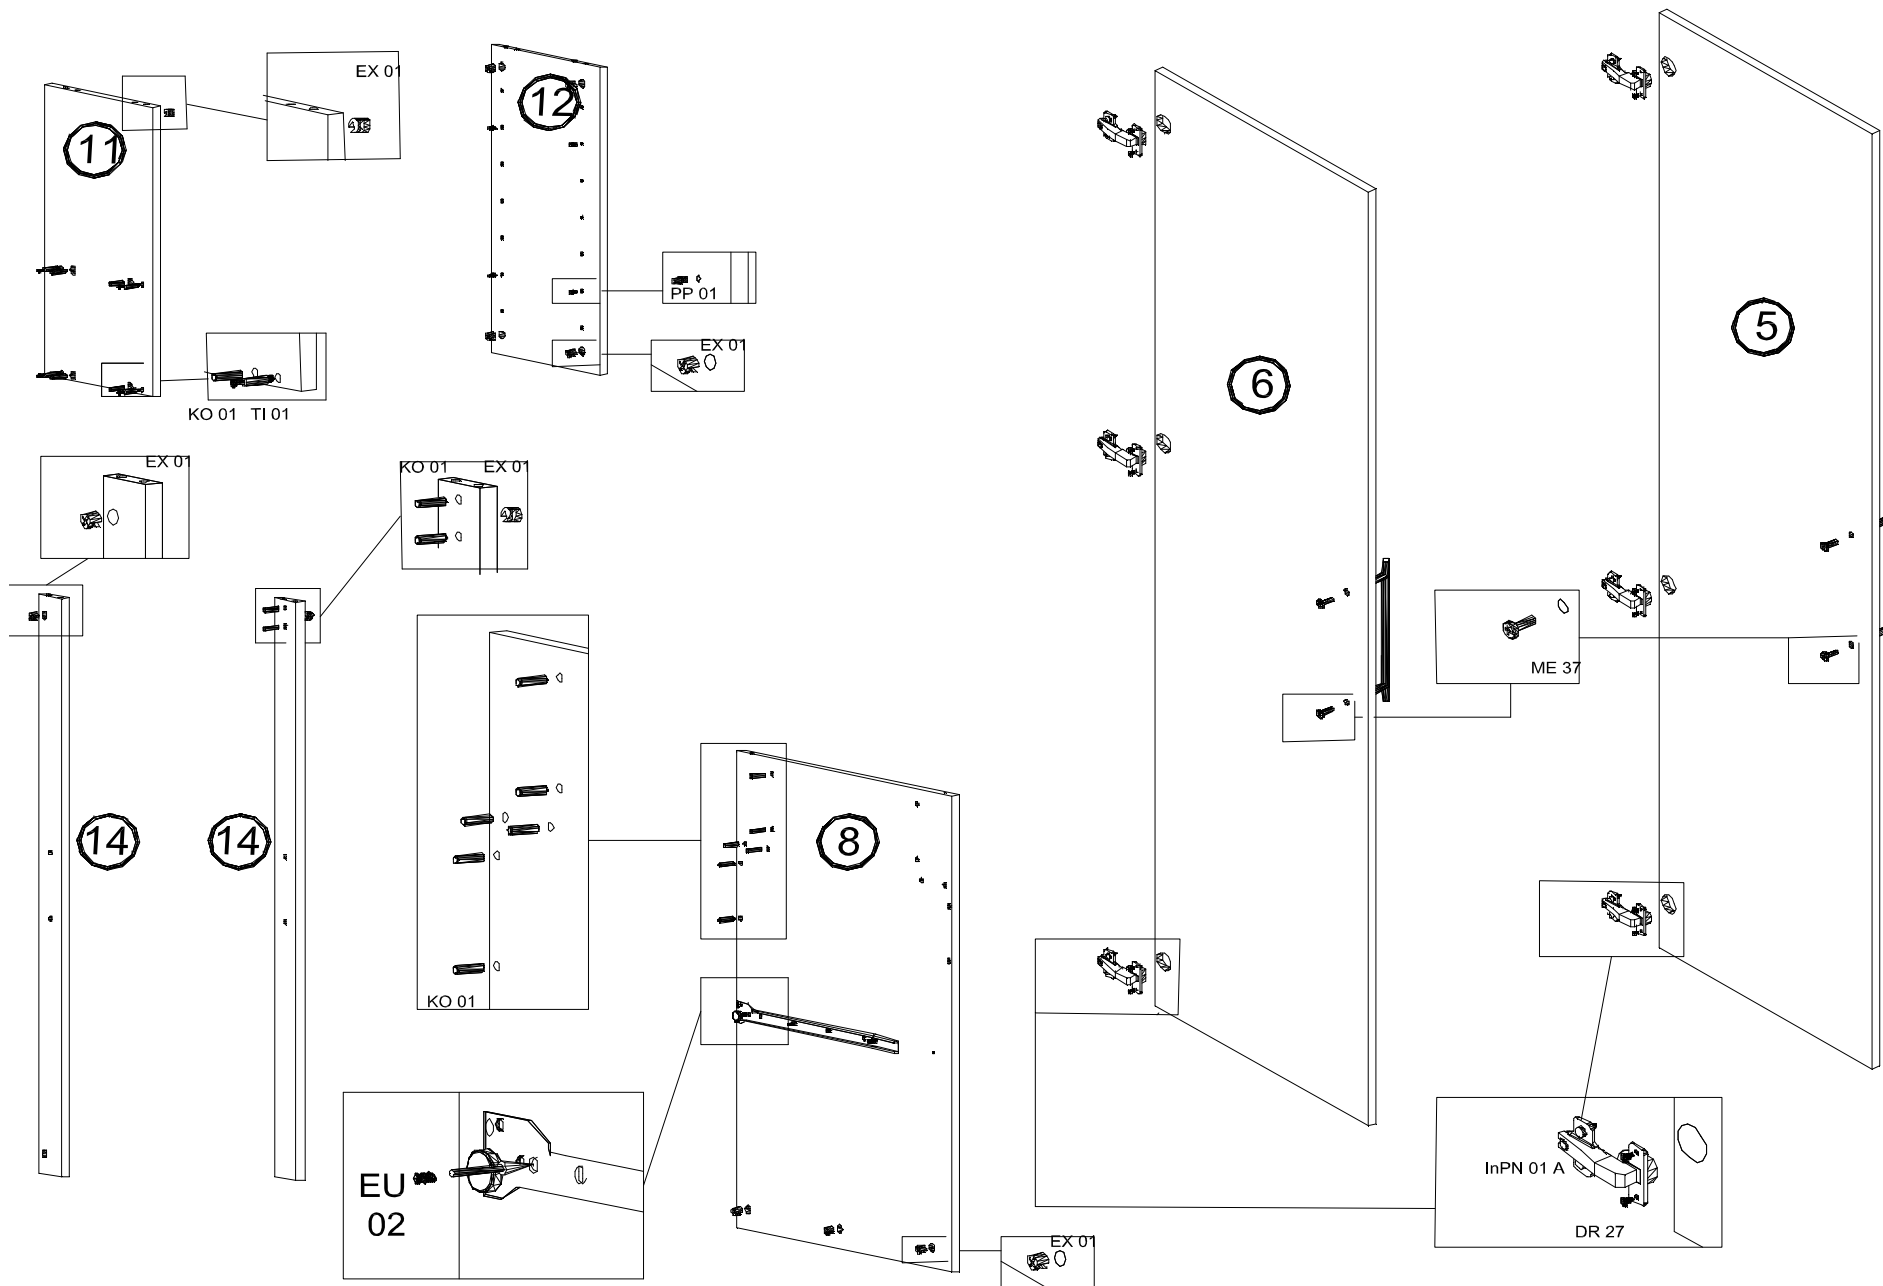 EX 01
11
12
5
PP 01
EX 01
6
KO 01 TI 01
EX 01
KO 01 EX 01
ME 37
14
14
8
KO 01
InPN 01 A
EU
02
DR 27
EX 01